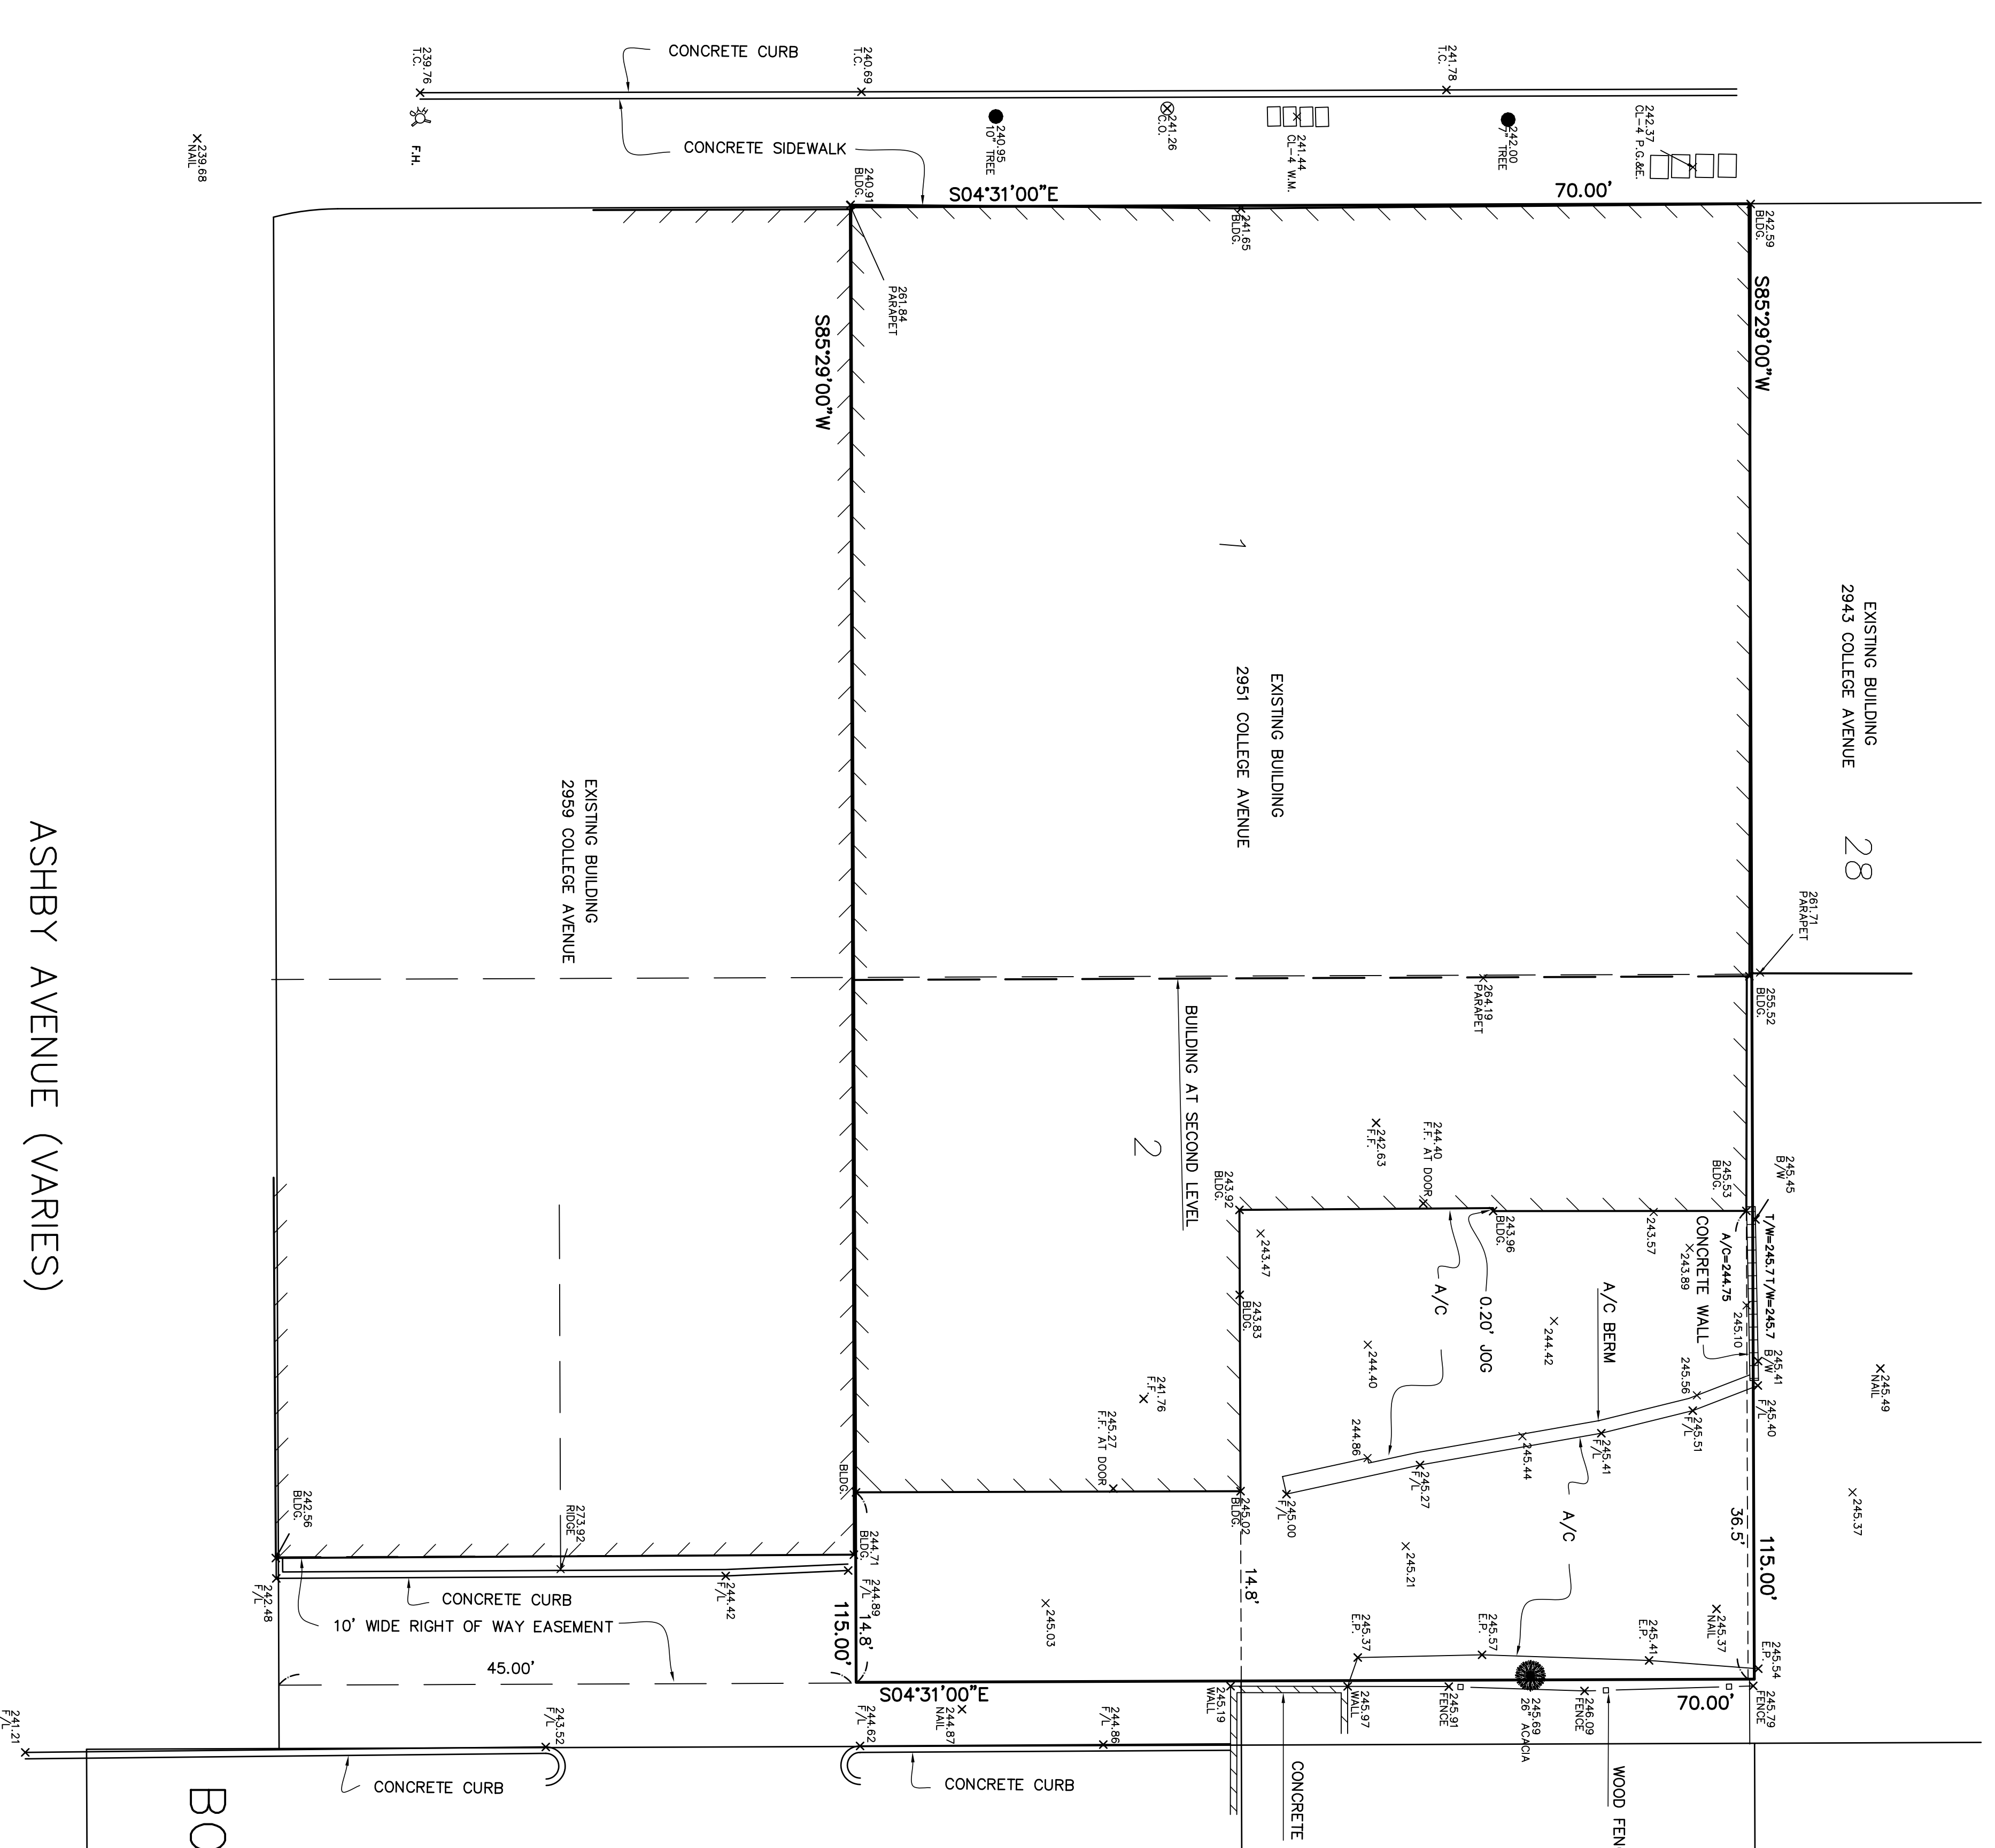 CONCRETE CURB
239.76
T.C.
240.69
T.C.
241.78
T.C.
F.H.
239.68
NAIL
CONCRETE SIDEWALK
240.95
10" TREE
241.26
C.O.
241.44
CL-4 W.M.
242.00
7" TREE
242.37
CL-4 P.G.&E.
240.91
BLDG.
S04°31'00"E
70.00'
241.65
BLDG.
242.59
BLDG.
261.84
PARAPET
S85°29'00"W
S85°29'00"W
1
EXISTING BUILDING
2951 COLLEGE AVENUE
EXISTING BUILDING
2943 COLLEGE AVENUE
28
EXISTING BUILDING
2959 COLLEGE AVENUE
ASHBY AVENUE (VARIES)
261.71
PARAPET
264.19
PARAPET
255.52
BLDG.
BUILDING AT SECOND LEVEL
2
242.63
F.F.
244.40
F.F. AT DOOR
243.92
BLDG.
245.53
BLDG.
245.45
B/W
243.96
BLDG.
243.57
243.89
243.47
243.83
BLDG.
T/W=245.7
T/W=245.7
A/C=244.75
CONCRETE WALL
245.10
A/C BERM
A/C
0.20' JOG
244.42
244.40
245.41
B/W
245.40
F/L
245.49
NAIL
245.56
245.51
F/L
245.41
F/L
245.44
245.27
F/L
244.86
245.00
F/L
241.76
F.F.
245.27
F.F. AT DOOR
245.02
BLDG.
BLDG.
A/C
245.37
36.5'
115.00'
245.21
14.8'
242.56
BLDG.
273.92
RIDGE
244.71
BLDG.
244.89
F/L
244.42
F/L
242.48
F/L
CONCRETE CURB
10' WIDE RIGHT OF WAY EASEMENT
45.00'
115.00'
14.8'
245.03
245.37
E.P.
245.57
E.P.
245.41
E.P.
245.37
NAIL
245.54
E.P.
S04°31'00"E
70.00'
245.19
WALL
245.97
WALL
245.91
FENCE
245.69
26" ACACIA
246.09
FENCE
245.79
FENCE
241.21
F/L
243.52
F/L
244.62
F/L
244.87
NAIL
244.86
F/L
CONCRETE CURB
CONCRETE CURB
CONCRETE
WOOD FEN
BO